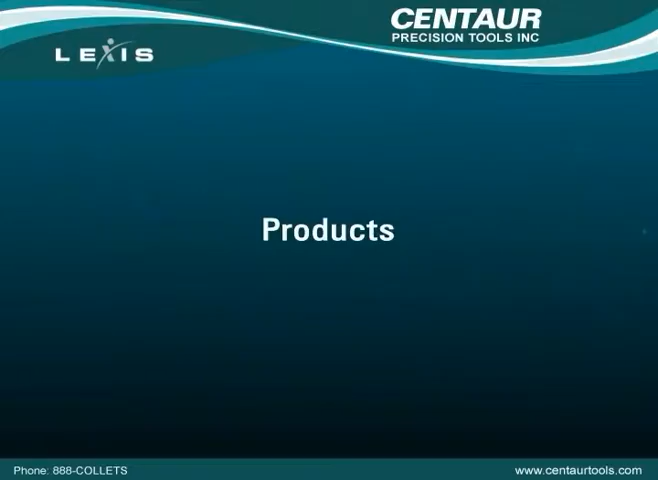 LEXIS
CENTAUR
PRECISION TOOLS INC
Products
Phone: 888-COLLETS
www.centaurtools.com